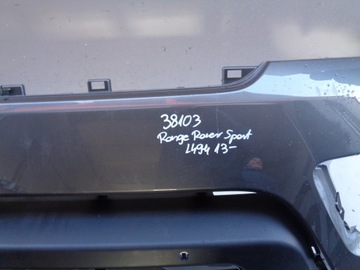 38103
Range Rover Sport
L494 13-